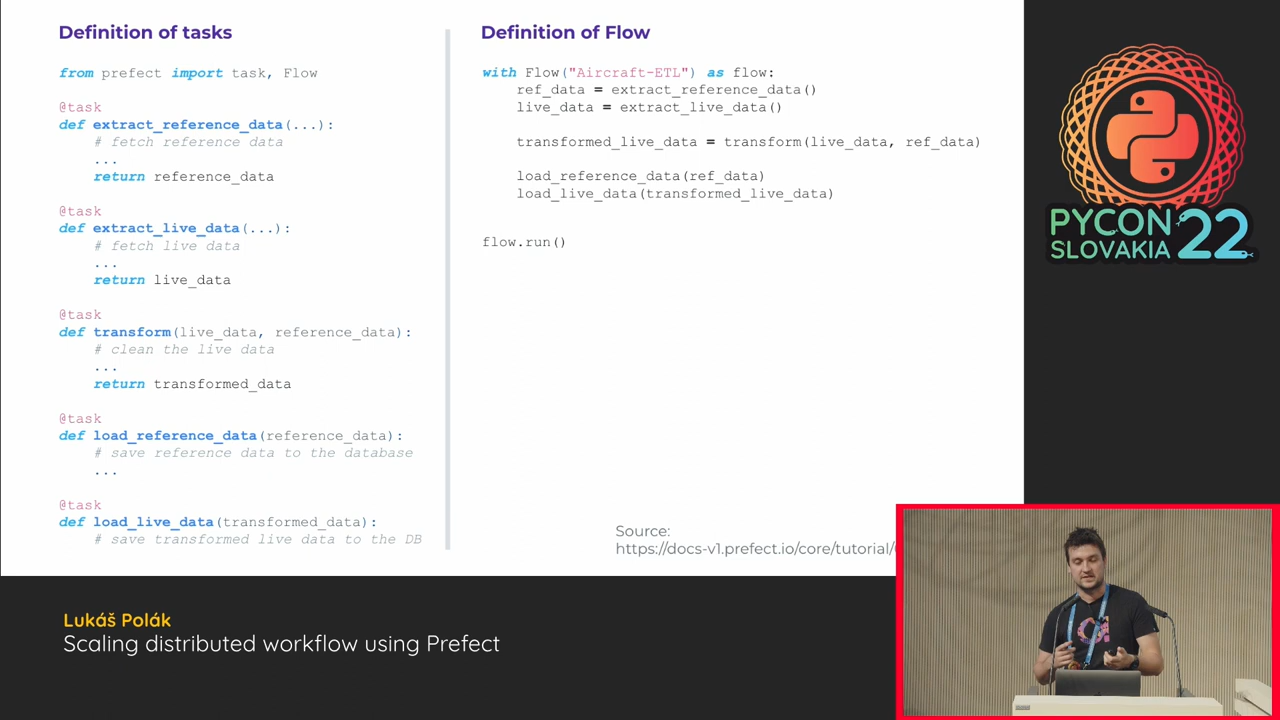 Definition of tasks
from prefect import task, Flow
@task
def extract_reference_data(...):
# fetch reference data
...
return reference_data
@task
def extract_live_data(...):
# fetch live data
...
return live_data
@task
def transform(live_data, reference_data):
# clean the live data
...
return transformed_data
@task
def load_reference_data(reference_data):
# save reference data to the database
...
@task
def load_live_data(transformed_data):
# save transformed live data to the DB
Definition of Flow
with Flow("Aircraft-ETL") as flow:
ref_data = extract_reference_data()
live_data = extract_live_data()
transformed_live_data = transform(live_data, ref_data)
load_reference_data(ref_data)
load_live_data(transformed_live_data)
flow.run()
Source:
https://docs-v1.prefect.io/core/tutorial/
PYCON
SLOVAKIA 22
Lukáš Polák
Scaling distributed workflow using Prefect